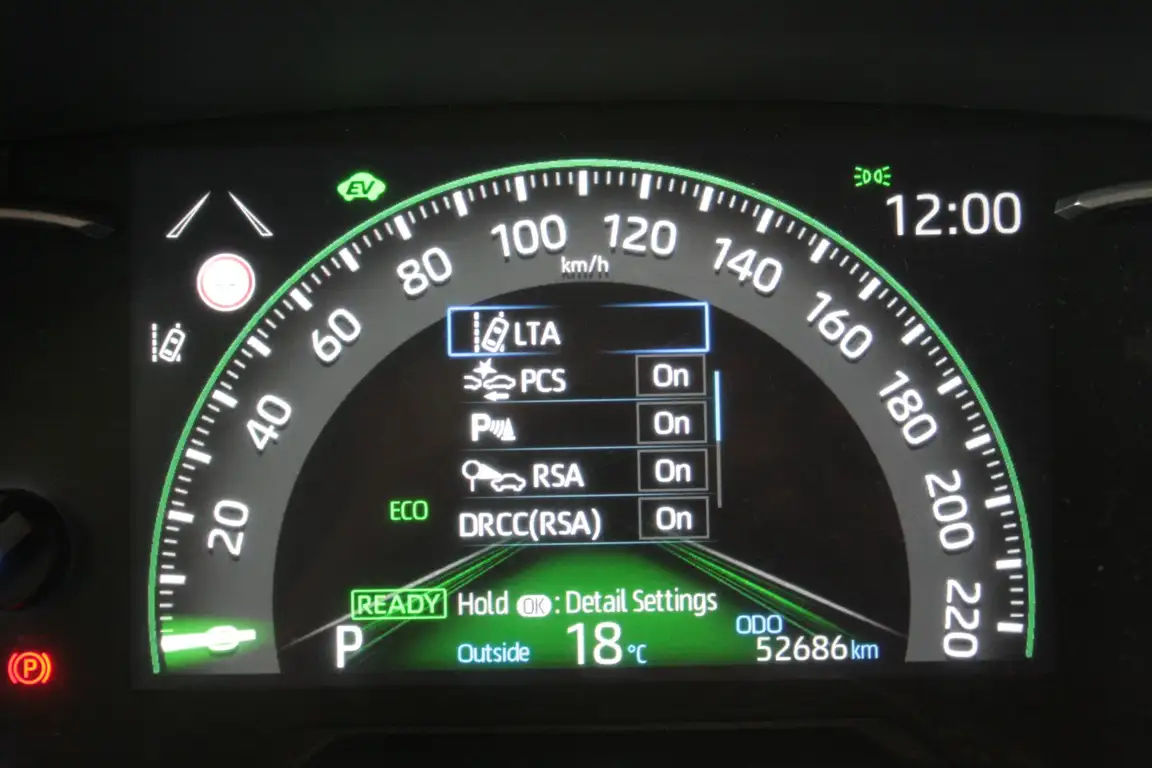 EV
12:00
20
40
60
80
100
120
140
160
180
200
220
km/h
LTA
PCS On
P On
RSA On
DRCC(RSA) On
ECO
READY Hold OK : Detail Settings
P
Outside 18 °C
ODO
52686 km
0
P